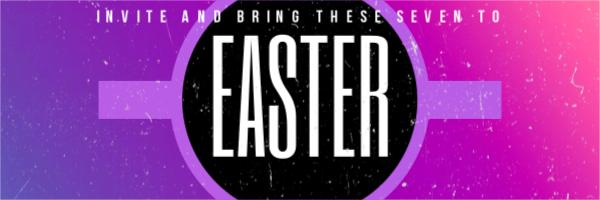 INVITE AND BRING THESE SEVEN TO
EASTER